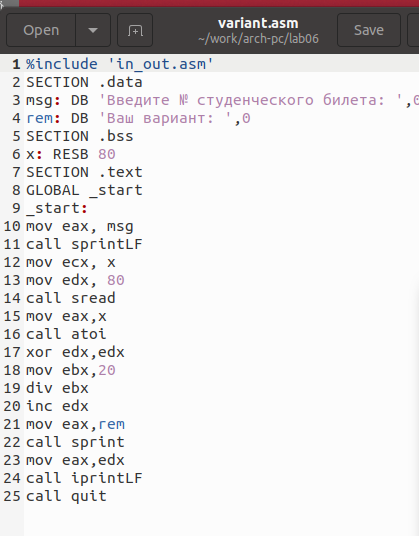 Open
variant.asm
~/work/arch-pc/lab06
Save
1 %include 'in_out.asm'
2 SECTION .data
3 msg: DB 'Введите № студенческого билета: ',0
4 rem: DB 'Ваш вариант: ',0
5 SECTION .bss
6 x: RESB 80
7 SECTION .text
8 GLOBAL _start
9 _start:
10 mov eax, msg
11 call sprintLF
12 mov ecx, x
13 mov edx, 80
14 call sread
15 mov eax,x
16 call atoi
17 xor edx,edx
18 mov ebx,20
19 div ebx
20 inc edx
21 mov eax,rem
22 call sprint
23 mov eax,edx
24 call iprintLF
25 call quit